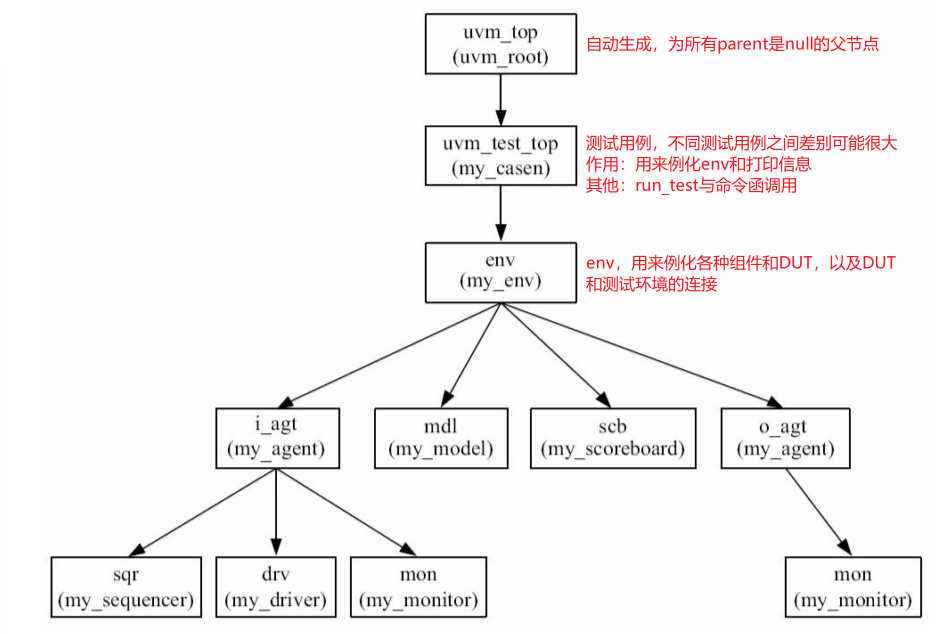 uvm_top
(uvm_root)
自动生成，为所有parent是null的父节点
uvm_test_top
(my_casen)
测试用例，不同测试用例之间差别可能很大
作用：用来例化env和打印信息
其他：run_test与命令函调用
env
(my_env)
env，用来例化各种组件和DUT，以及DUT
和测试环境的连接
i_agt
(my_agent)
mdl
(my_model)
scb
(my_scoreboard)
o_agt
(my_agent)
sqr
(my_sequencer)
drv
(my_driver)
mon
(my_monitor)
mon
(my_monitor)